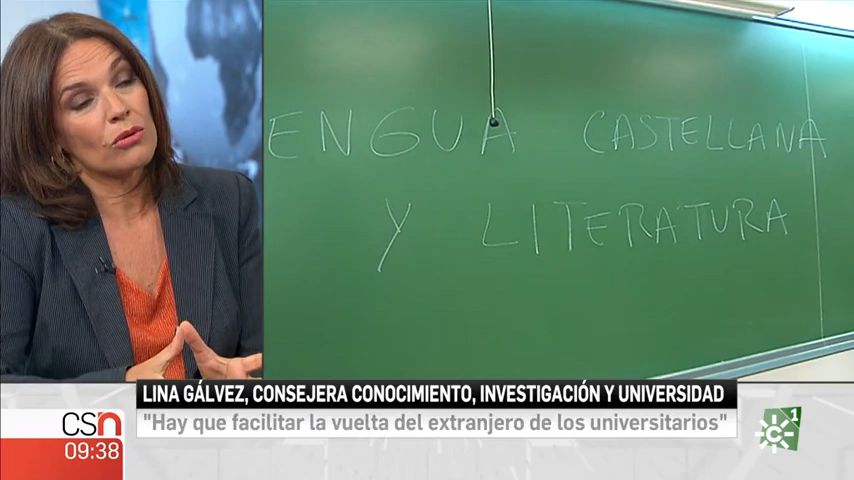 ENGUA CASTELLANA
Y LITERATURA
LINA GÁLVEZ, CONSEJERA CONOCIMIENTO, INVESTIGACIÓN Y UNIVERSIDAD
"Hay que facilitar la vuelta del extranjero de los universitarios"
CSn
09:38
1